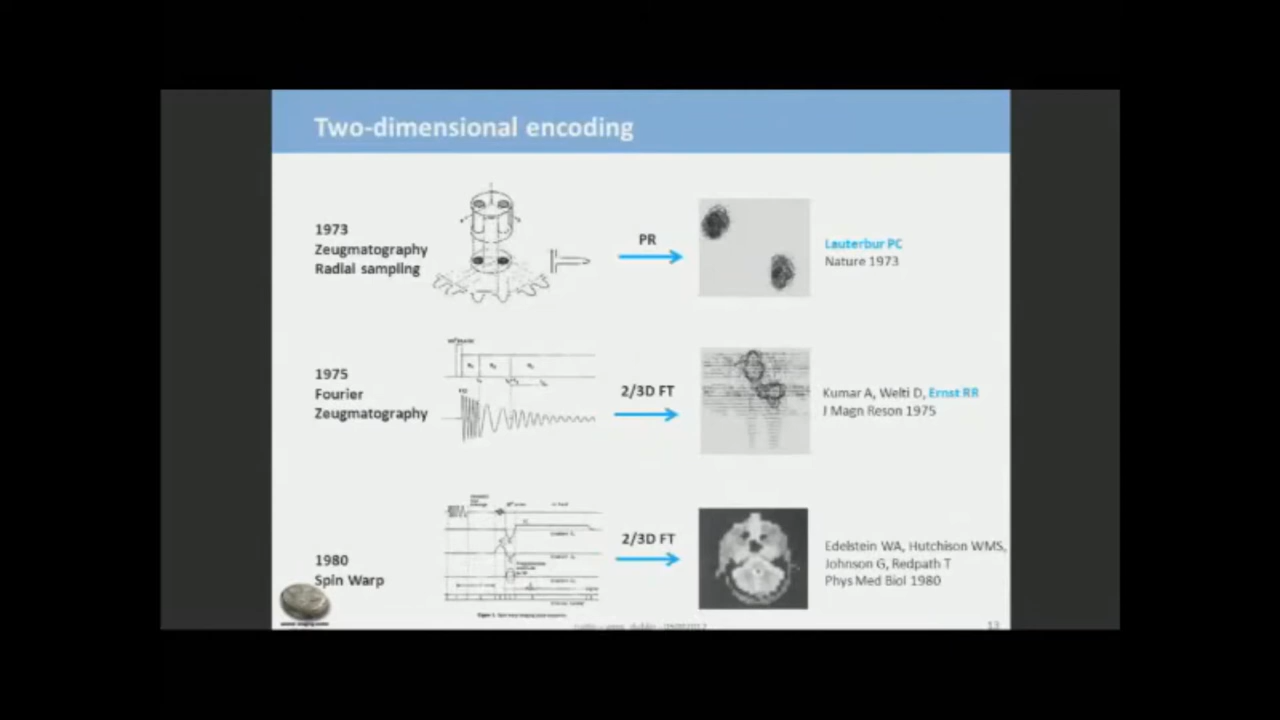 Two-dimensional encoding
1973
Zeugmatography
Radial sampling
PR
Lauterbur PC
Nature 1973
1975
Fourier
Zeugmatography
2/3D FT
Kumar A, Welti D, Ernst RR
J Magn Reson 1975
1980
Spin Warp
2/3D FT
Edelstein WA, Hutchison WMS,
Johnson G, Redpath T
Phys Med Biol 1980
13